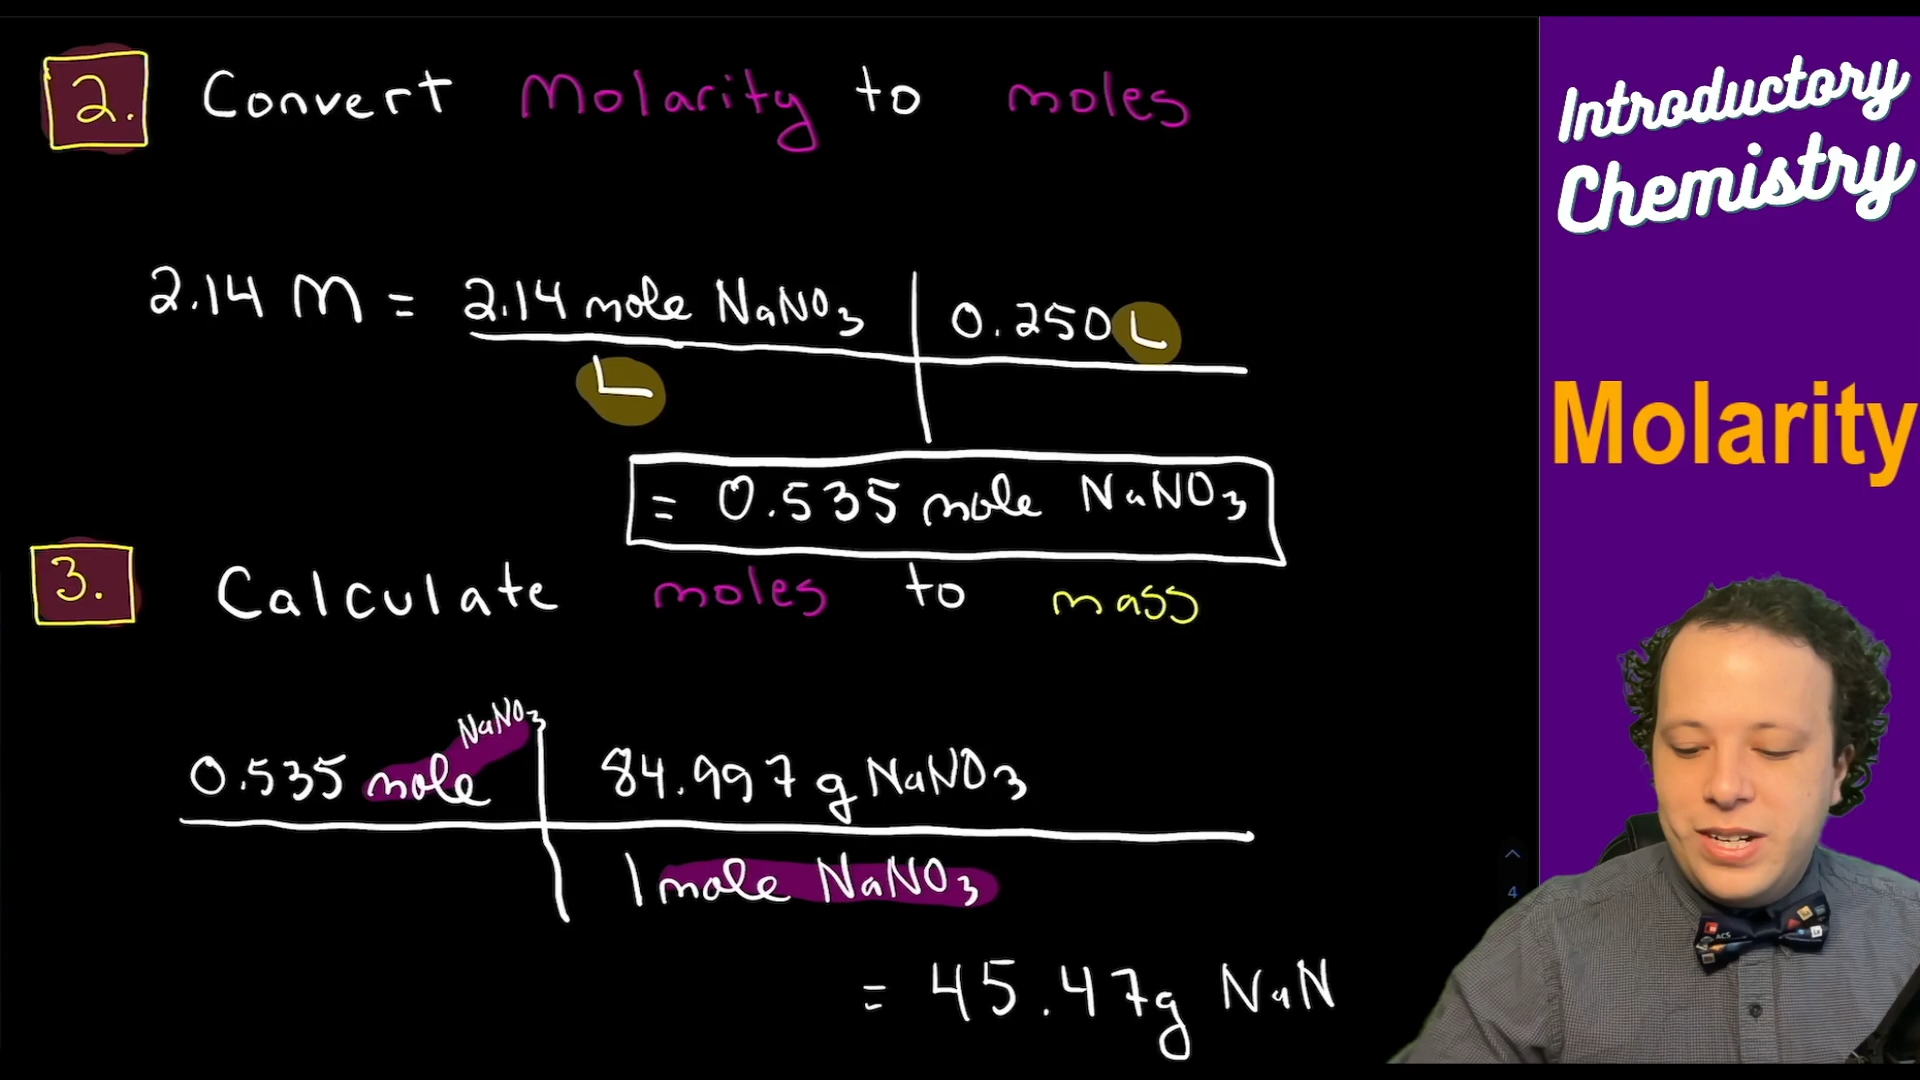 2. Convert Molarity to moles
2.14 M = 2.14 mole NaNO3 0.250 L
L
= 0.535 mole NaNO3
3. Calculate moles to mass
0.535 mole NaNO3 84.997 g NaNO3
1 mole NaNO3
= 45.47g NaN
Introductory
Chemistry
Molarity
4
ACS